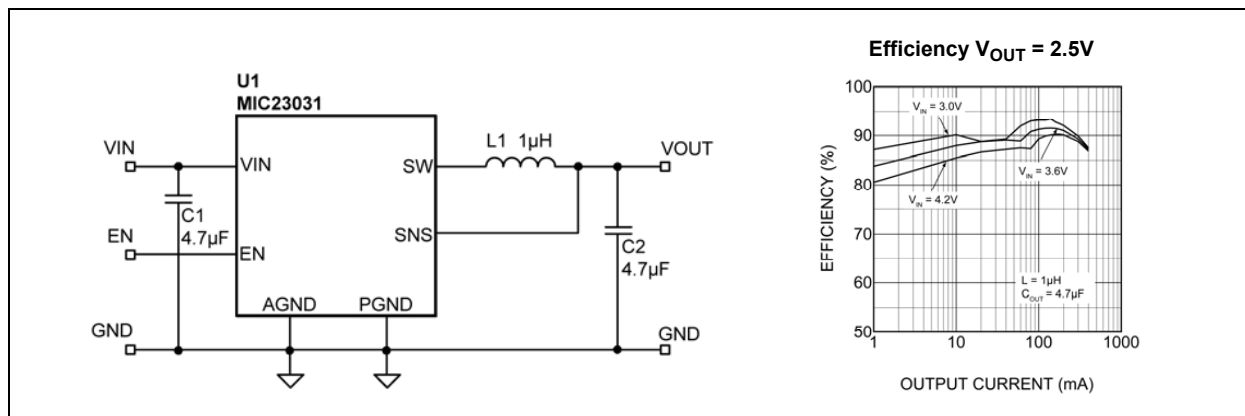 U1
MIC23031
VIN
VIN
SW
L1 1µH
VOUT
C1
4.7µF
EN
EN
SNS
C2
4.7µF
AGND
PGND
GND
GND
Efficiency VOUT = 2.5V
100
90
80
70
60
50
EFFICIENCY (%)
VIN = 3.0V
VIN = 3.6V
VIN = 4.2V
L = 1µH
COUT = 4.7µF
1
10
100
1000
OUTPUT CURRENT (mA)